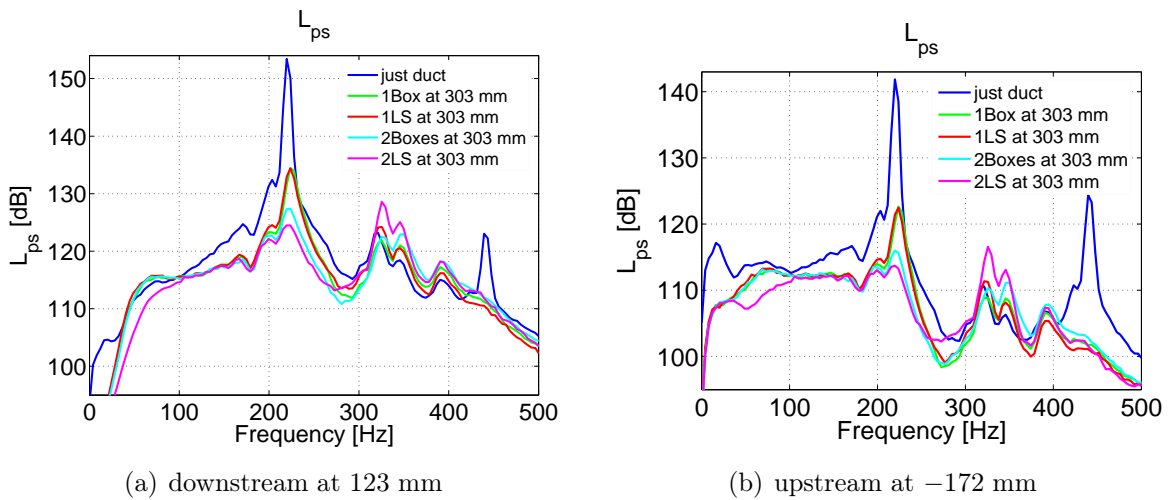 L_ps
150
140
130
120
110
100
L_ps [dB]
just duct
1Box at 303 mm
1LS at 303 mm
2Boxes at 303 mm
2LS at 303 mm
0 100 200 300 400 500
Frequency [Hz]
(a) downstream at 123 mm
L_ps
140
130
120
110
100
L_ps [dB]
just duct
1Box at 303 mm
1LS at 303 mm
2Boxes at 303 mm
2LS at 303 mm
0 100 200 300 400 500
Frequency [Hz]
(b) upstream at −172 mm